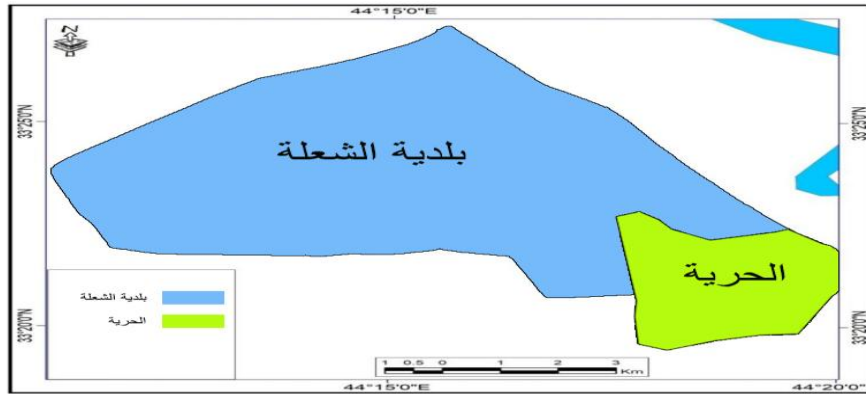 44°15'0"E
N
33°25'0"N
33°25'0"N
بلدية الشعلة
الحرية
بلدية الشعلة
الحرية
33°20'0"N
33°20'0"N
1 0.5 0 1 2 3
Km
44°15'0"E
44°20'0"E